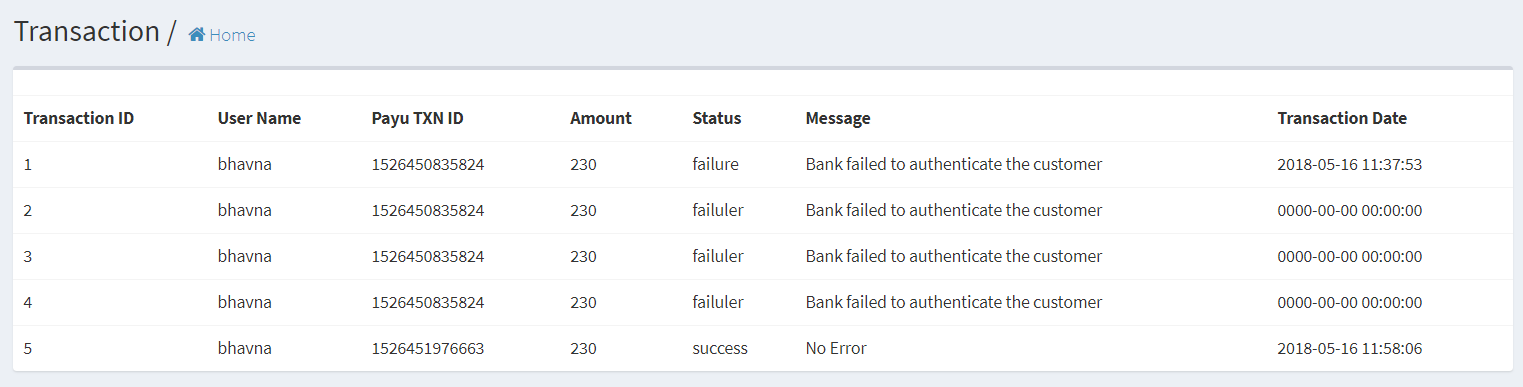 Transaction / Home
Transaction ID User Name Payu TXN ID Amount Status Message Transaction Date
1 bhavna 1526450835824 230 failure Bank failed to authenticate the customer 2018-05-16 11:37:53
2 bhavna 1526450835824 230 failuler Bank failed to authenticate the customer 0000-00-00 00:00:00
3 bhavna 1526450835824 230 failuler Bank failed to authenticate the customer 0000-00-00 00:00:00
4 bhavna 1526450835824 230 failuler Bank failed to authenticate the customer 0000-00-00 00:00:00
5 bhavna 1526451976663 230 success No Error 2018-05-16 11:58:06